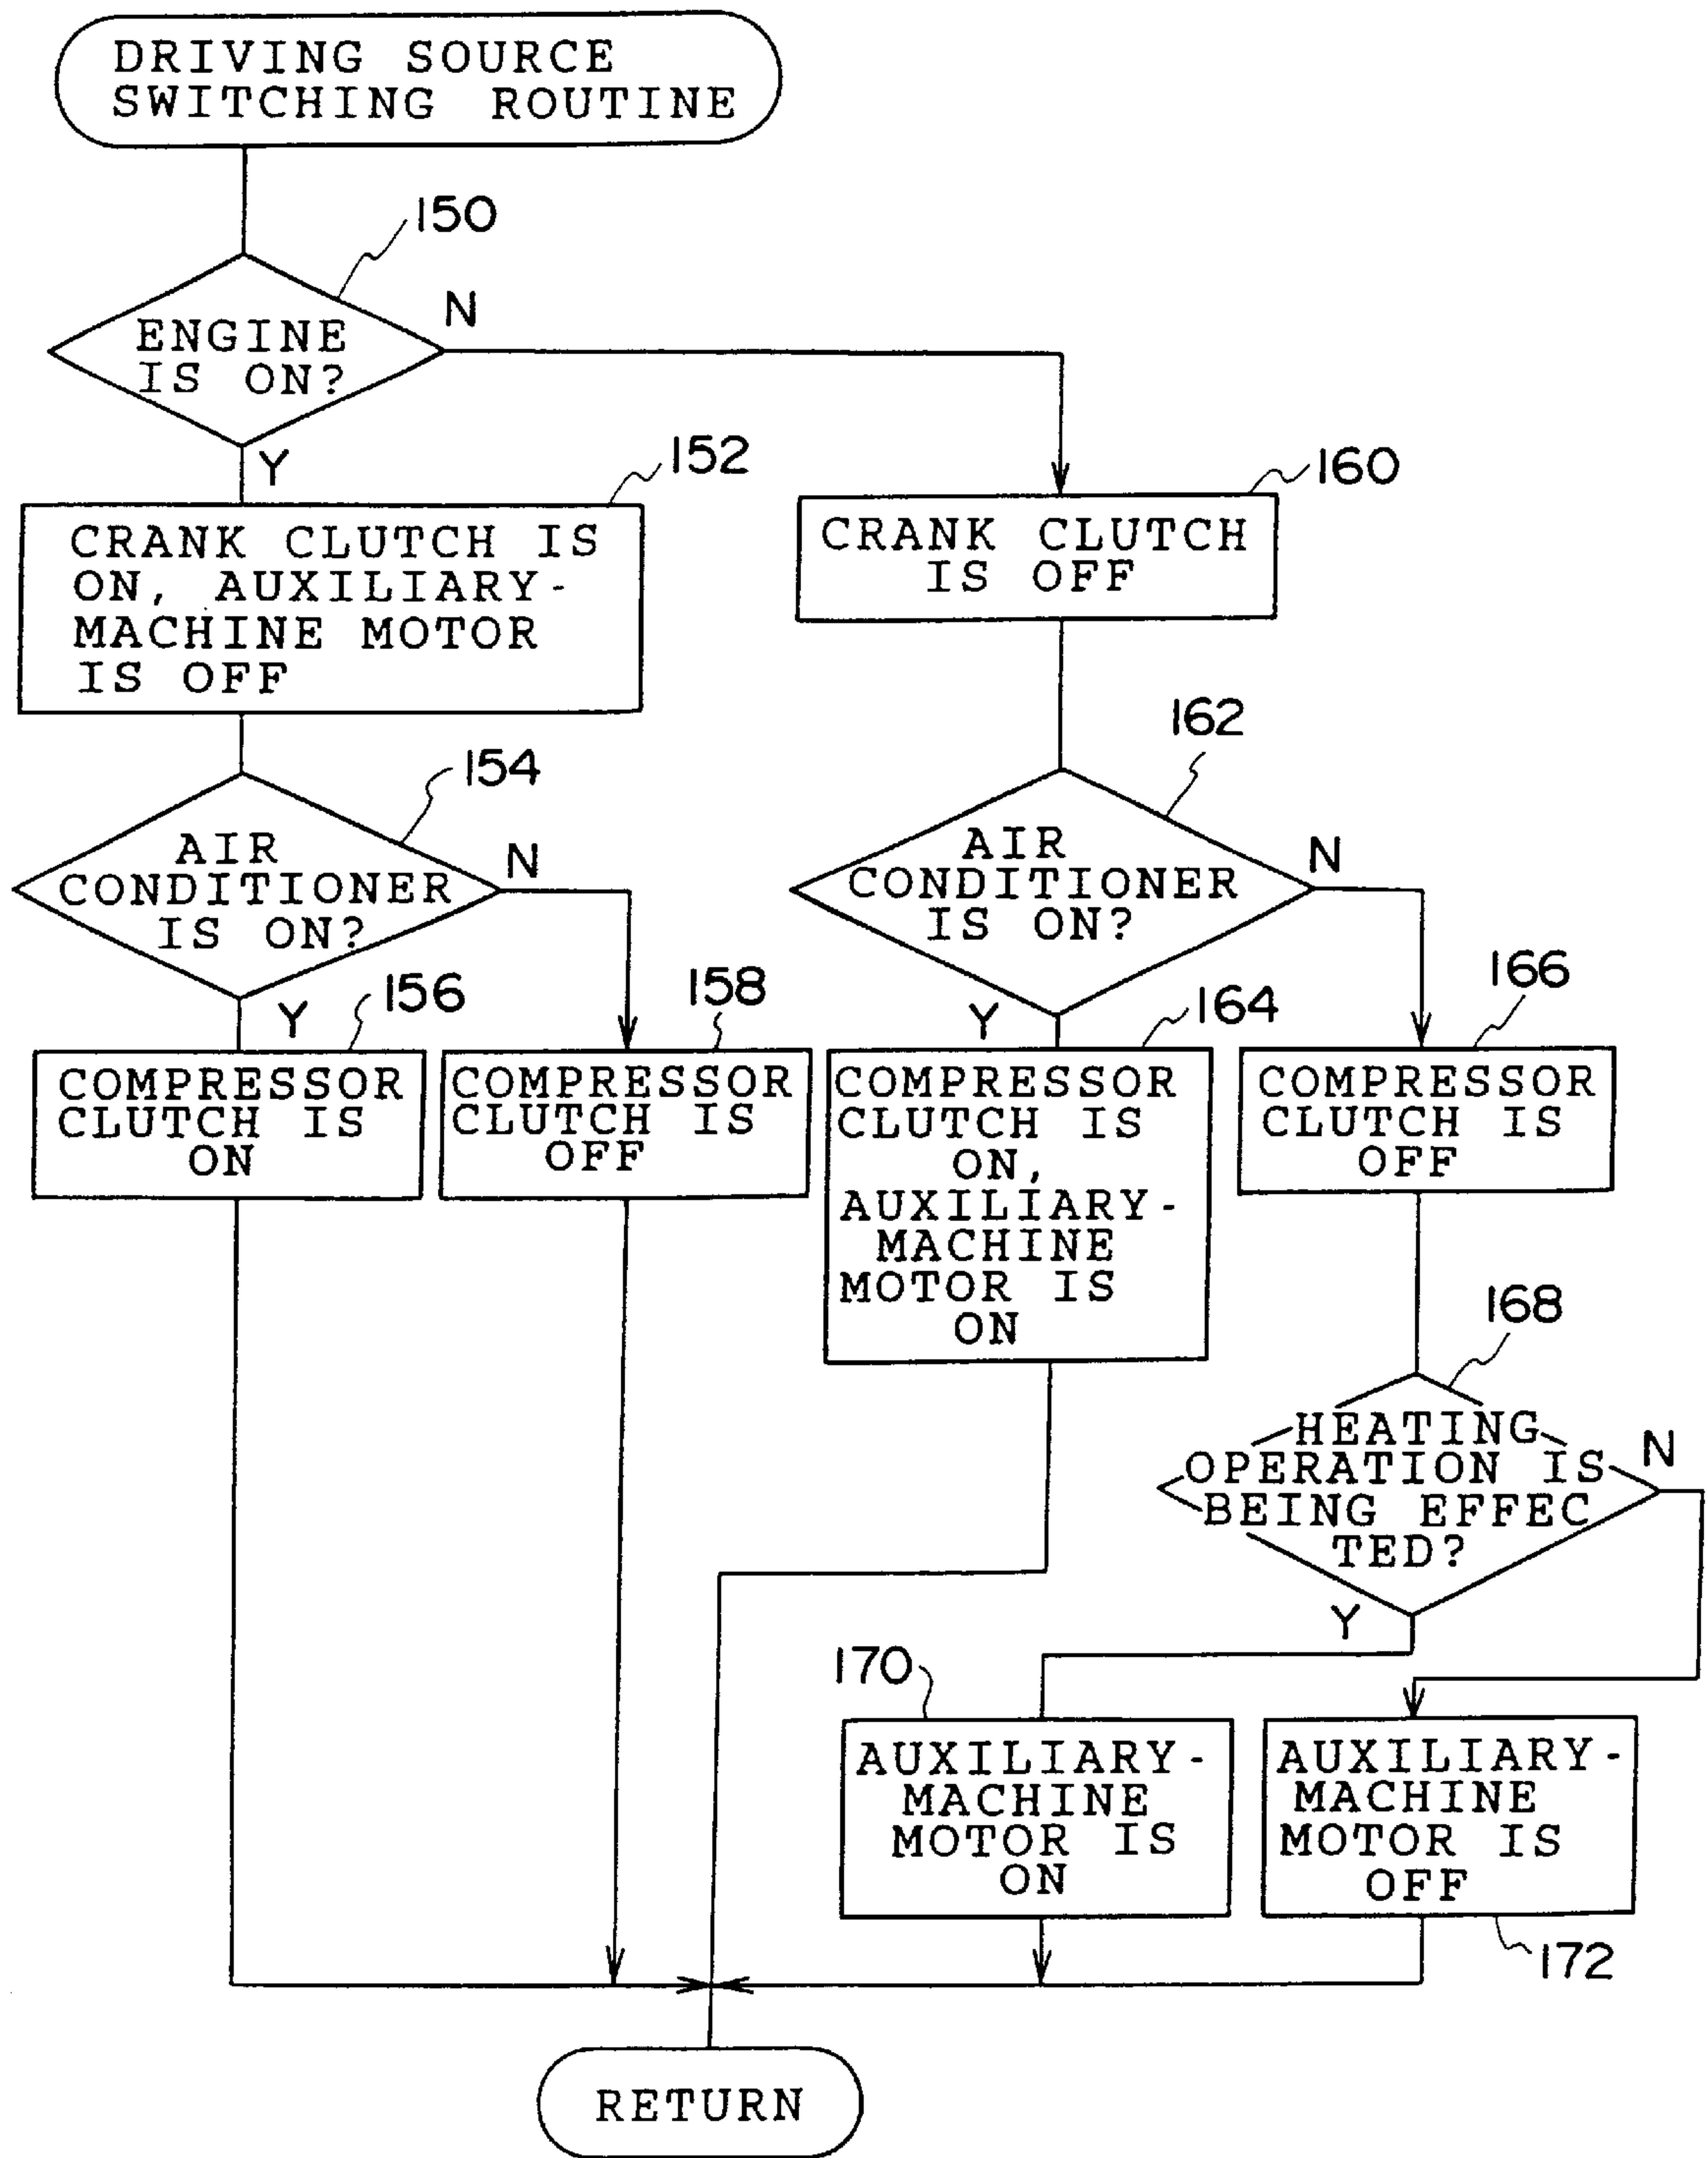 DRIVING SOURCE
SWITCHING ROUTINE
150
N
ENGINE
IS ON?
Y
152
CRANK CLUTCH IS
ON, AUXILIARY-
MACHINE MOTOR
IS OFF
160
CRANK CLUTCH
IS OFF
154
AIR
CONDITIONER
IS ON?
N
Y
162
AIR
CONDITIONER
IS ON?
N
Y
156
COMPRESSOR
CLUTCH IS
ON
158
COMPRESSOR
CLUTCH IS
OFF
164
COMPRESSOR
CLUTCH IS
ON,
AUXILIARY-
MACHINE
MOTOR IS
ON
166
COMPRESSOR
CLUTCH IS
OFF
168
HEATING
OPERATION IS
BEING EFFEC
TED?
N
Y
170
AUXILIARY-
MACHINE
MOTOR IS
ON
AUXILIARY-
MACHINE
MOTOR IS
OFF
172
RETURN